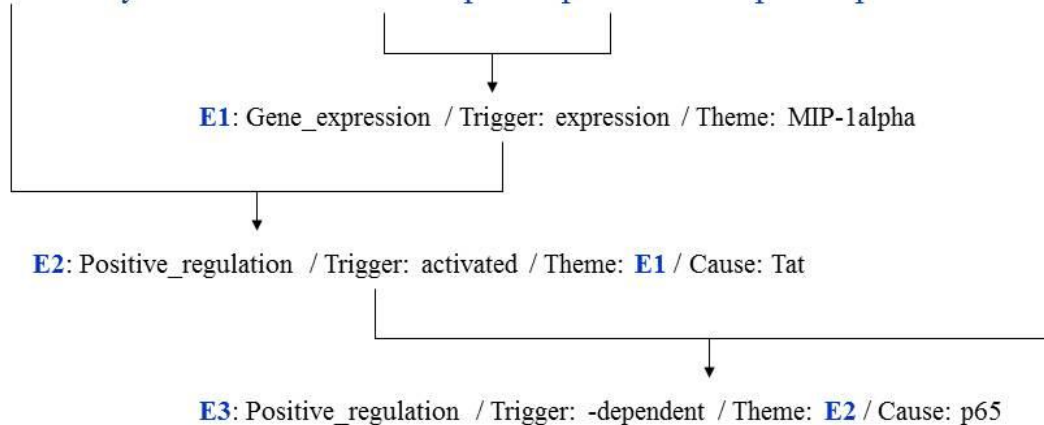 E1: Gene_expression / Trigger: expression / Theme: MIP-1alpha
E2: Positive_regulation / Trigger: activated / Theme: E1 / Cause: Tat
E3: Positive_regulation / Trigger: -dependent / Theme: E2 / Cause: p65